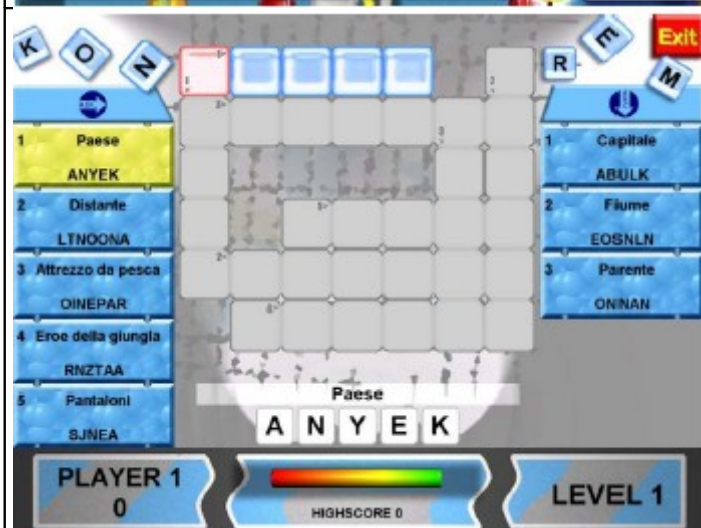 K O N
R E M
Exit
1 Paese
ANYEK
2 Distante
LTNOONA
3 Attrezzo da pesca
OINEPAR
4 Eroe della giungla
RNZTAA
5 Pantaloni
SJNEA
1 Capitale
ABULK
2 Fiume
EOSNLN
3 Parente
ONINAN
Paese
A N Y E K
PLAYER 1
0
HIGHSCORE 0
LEVEL 1